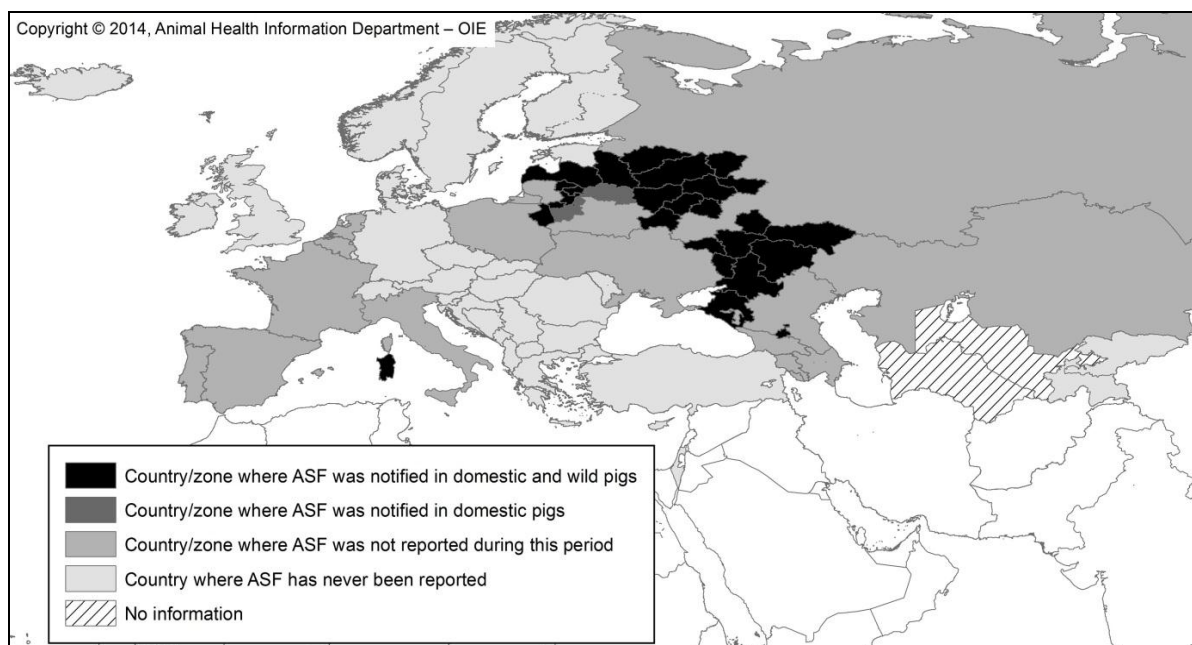 Copyright © 2014, Animal Health Information Department – OIE
Country/zone where ASF was notified in domestic and wild pigs
Country/zone where ASF was notified in domestic pigs
Country/zone where ASF was not reported during this period
Country where ASF has never been reported
No information